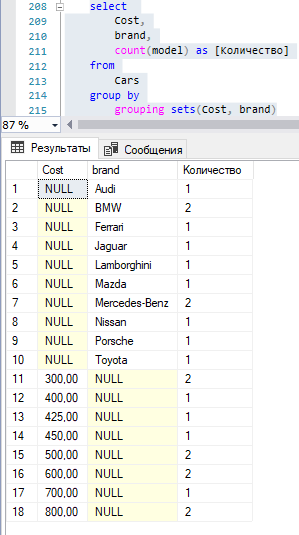 208 select
209 Cost,
210 brand,
211 count(model) as [Количество]
212 from
213 Cars
214 group by
215 grouping sets(Cost, brand)
87 %
Результаты Сообщения
Cost brand Количество
1 NULL Audi 1
2 NULL BMW 2
3 NULL Ferrari 1
4 NULL Jaguar 1
5 NULL Lamborghini 1
6 NULL Mazda 1
7 NULL Mercedes-Benz 2
8 NULL Nissan 1
9 NULL Porsche 1
10 NULL Toyota 1
11 300,00 NULL 2
12 400,00 NULL 1
13 425,00 NULL 1
14 450,00 NULL 1
15 500,00 NULL 2
16 600,00 NULL 2
17 700,00 NULL 1
18 800,00 NULL 2